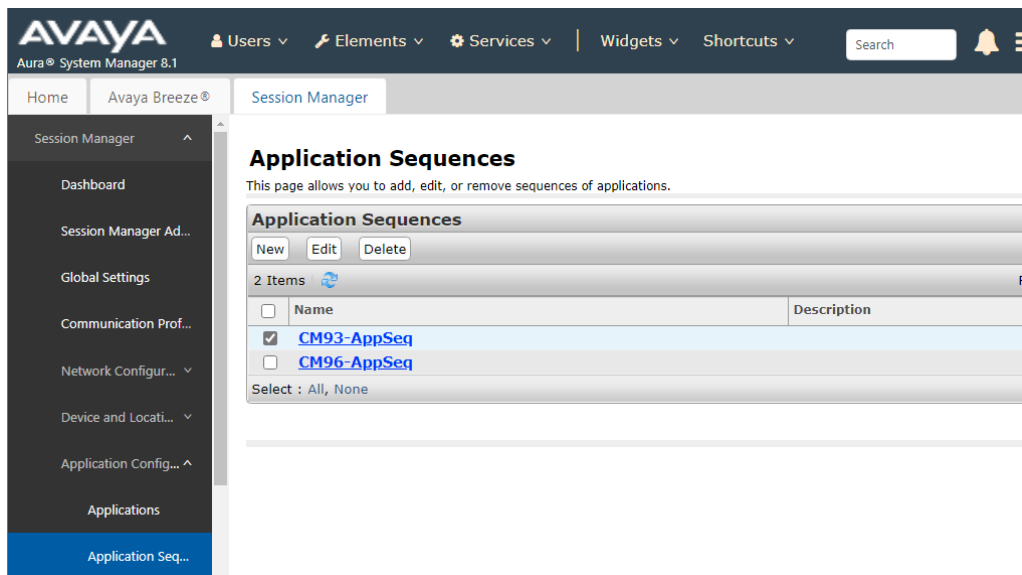 AVAYA
Aura® System Manager 8.1
Users Elements Services | Widgets Shortcuts Search
Home Avaya Breeze® Session Manager
Session Manager
Dashboard
Session Manager Ad...
Global Settings
Communication Prof...
Network Configur...
Device and Locati...
Application Config...
Applications
Application Seq...
Application Sequences
This page allows you to add, edit, or remove sequences of applications.
Application Sequences
New Edit Delete
2 Items
Name Description
CM93-AppSeq
CM96-AppSeq
Select : All, None